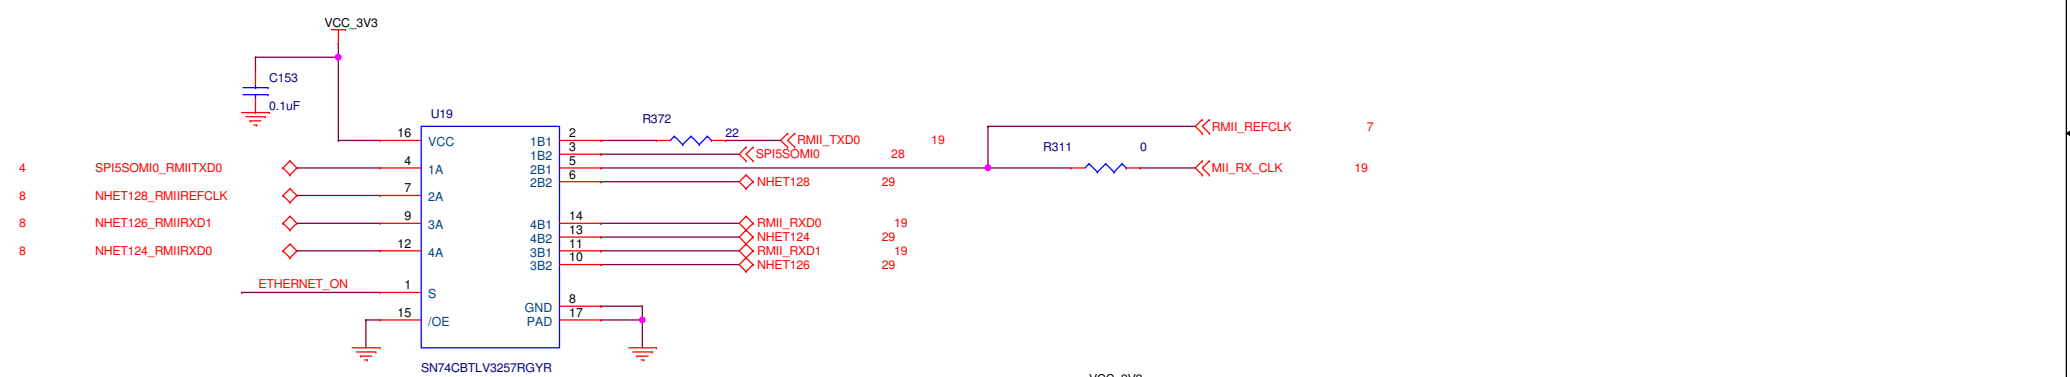 VCC_3V3
C153
0.1uF
U19
R372
22
16 VCC 1B1 2 RMII_TXD0 19
1B2 3 SPI5SOMI0 28
4 SPI5SOMI0_RMIITXD0 4 1A 2B1 5
R311 0
RMII_REFCLK 7
MII_RX_CLK 19
2B2 6 NHET128 29
8 NHET128_RMIIREFCLK 7 2A
8 NHET126_RMIIRXD1 9 3A 4B1 14 RMII_RXD0 19
4B2 13 NHET124 29
8 NHET124_RMIIRXD0 12 4A 3B1 11 RMII_RXD1 19
3B2 10 NHET126 29
ETHERNET_ON 1 S
GND 8
15 /OE PAD 17
SN74CBTLV3257RGYR